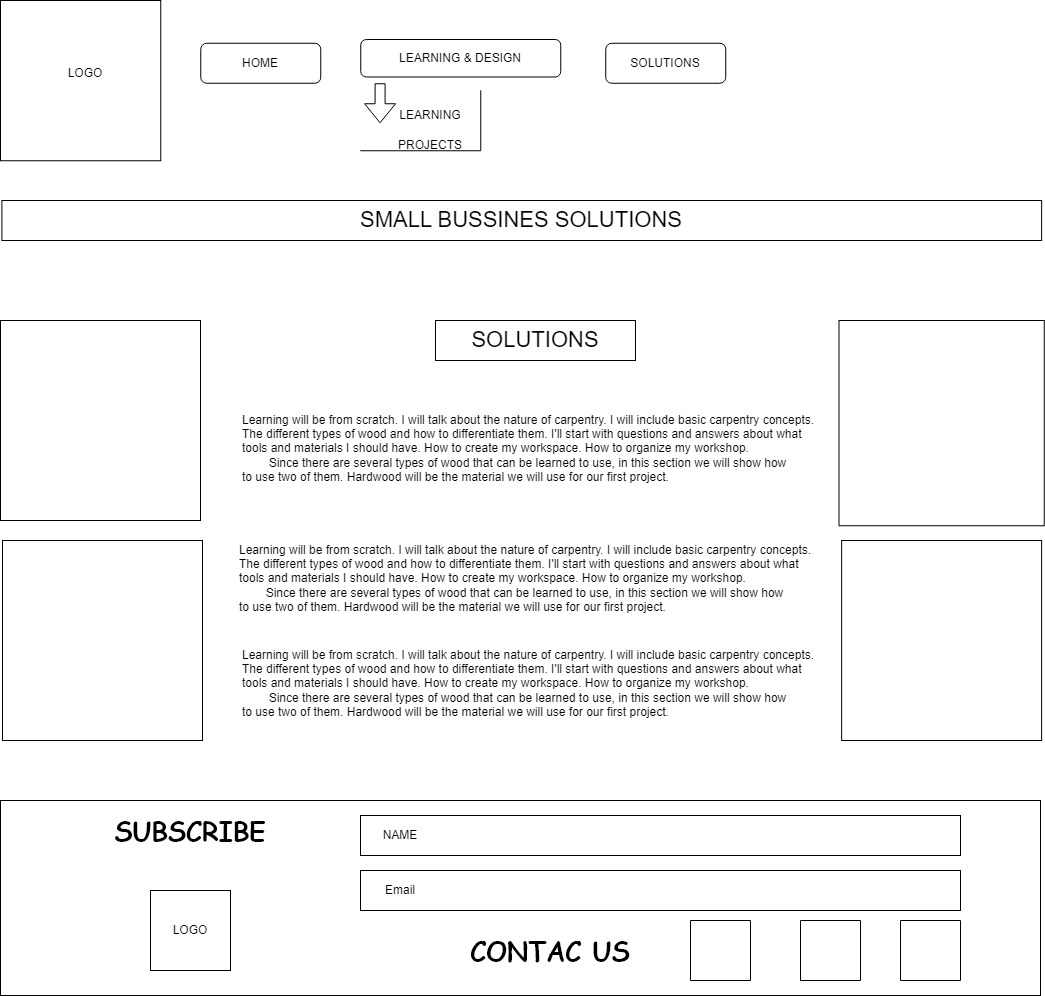 LOGO
HOME
LEARNING & DESIGN
SOLUTIONS
LEARNING
PROJECTS
SMALL BUSSINES SOLUTIONS
SOLUTIONS
Learning will be from scratch. I will talk about the nature of carpentry. I will include basic carpentry concepts.
The different types of wood and how to differentiate them. I'll start with questions and answers about what
tools and materials I should have. How to create my workspace. How to organize my workshop.
Since there are several types of wood that can be learned to use, in this section we will show how
to use two of them. Hardwood will be the material we will use for our first project.
Learning will be from scratch. I will talk about the nature of carpentry. I will include basic carpentry concepts.
The different types of wood and how to differentiate them. I'll start with questions and answers about what
tools and materials I should have. How to create my workspace. How to organize my workshop.
Since there are several types of wood that can be learned to use, in this section we will show how
to use two of them. Hardwood will be the material we will use for our first project.
Learning will be from scratch. I will talk about the nature of carpentry. I will include basic carpentry concepts.
The different types of wood and how to differentiate them. I'll start with questions and answers about what
tools and materials I should have. How to create my workspace. How to organize my workshop.
Since there are several types of wood that can be learned to use, in this section we will show how
to use two of them. Hardwood will be the material we will use for our first project.
SUBSCRIBE
NAME
Email
LOGO
CONTAC US